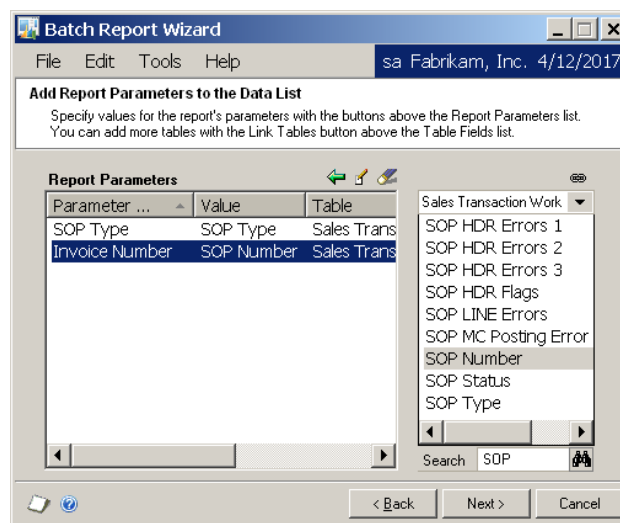 Batch Report Wizard
File Edit Tools Help sa Fabrikam, Inc. 4/12/2017
Add Report Parameters to the Data List
Specify values for the report's parameters with the buttons above the Report Parameters list.
You can add more tables with the Link Tables button above the Table Fields list.
Report Parameters
Parameter ... Value Table
SOP Type SOP Type Sales Trans
Invoice Number SOP Number Sales Trans
Sales Transaction Work
SOP HDR Errors 1
SOP HDR Errors 2
SOP HDR Errors 3
SOP HDR Flags
SOP LINE Errors
SOP MC Posting Error
SOP Number
SOP Status
SOP Type
Search SOP
< Back Next > Cancel